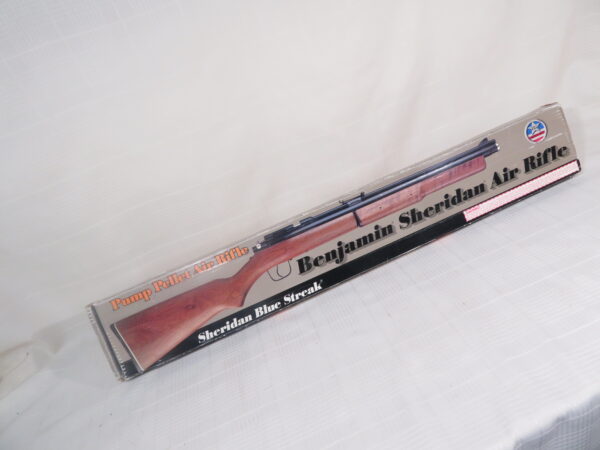 Pump Pellet Air Rifle
Benjamin Sheridan Air Rifle
Sheridan Blue Streak®